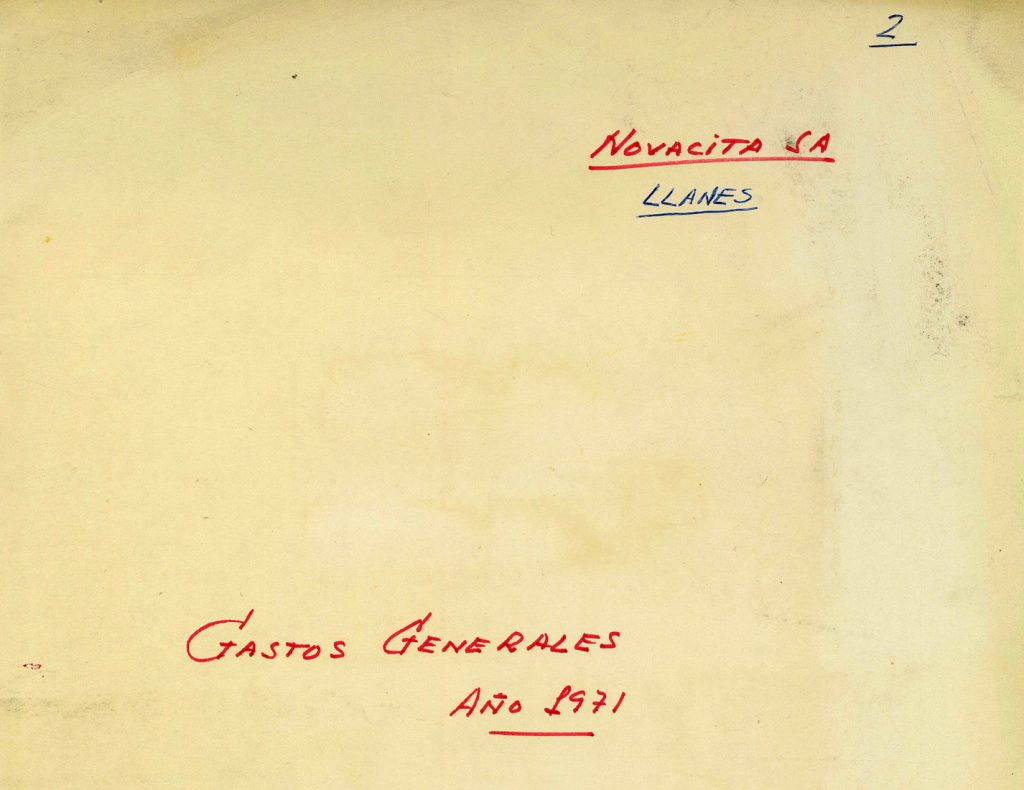 2
NOVACITA SA
LLANES
GASTOS GENERALES
AÑO 1971